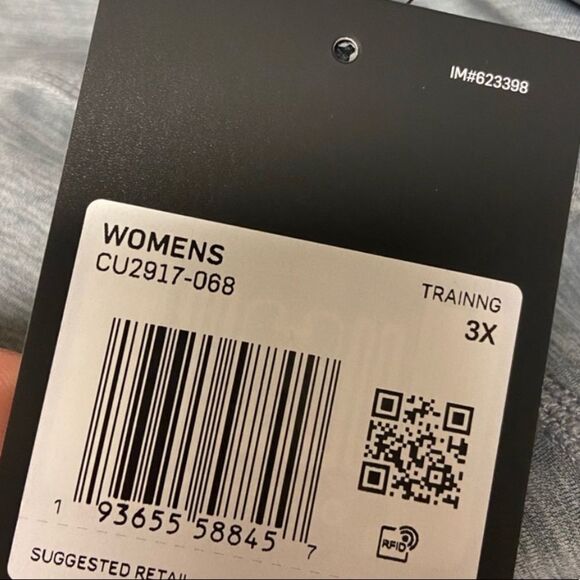 IM#623398
WOMENS
CU2917-068
TRAINNG
3X
1 93655 58845 7
RFID
SUGGESTED RETAIL